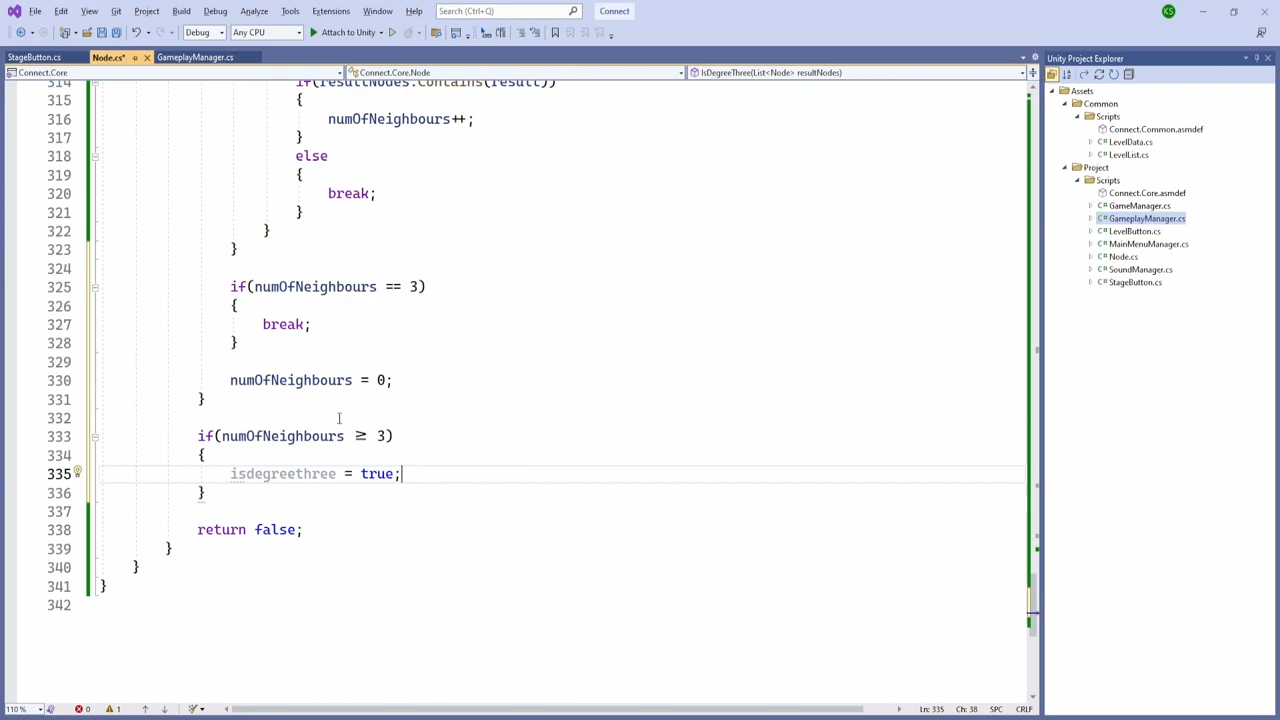 File Edit View Git Project Build Debug Analyze Tools Extensions Window Help Search (Ctrl+Q) Connect KS
Debug Any CPU Attach to Unity
StageButton.cs Node.cs* GameplayManager.cs
Connect.Core Connect.Core.Node IsDegreeThree(List<Node> resultNodes)
314 if(resultNodes.Contains(result))
315 {
316 numOfNeighbours++;
317 }
318 else
319 {
320 break;
321 }
322 }
323 }
324
325 if(numOfNeighbours == 3)
326 {
327 break;
328 }
329
330 numOfNeighbours = 0;
331 }
332
333 if(numOfNeighbours ≥ 3)
334 {
335 isdegreethree = true;
336 }
337
338 return false;
339 }
340 }
341 }
342
110 % 0 1 Ln: 335 Ch: 38 SPC CRLF
Unity Project Explorer
Assets
Common
Scripts
Connect.Common.asmdef
LevelData.cs
LevelList.cs
Project
Scripts
Connect.Core.asmdef
GameManager.cs
GameplayManager.cs
LevelButton.cs
MainMenuManager.cs
Node.cs
SoundManager.cs
StageButton.cs